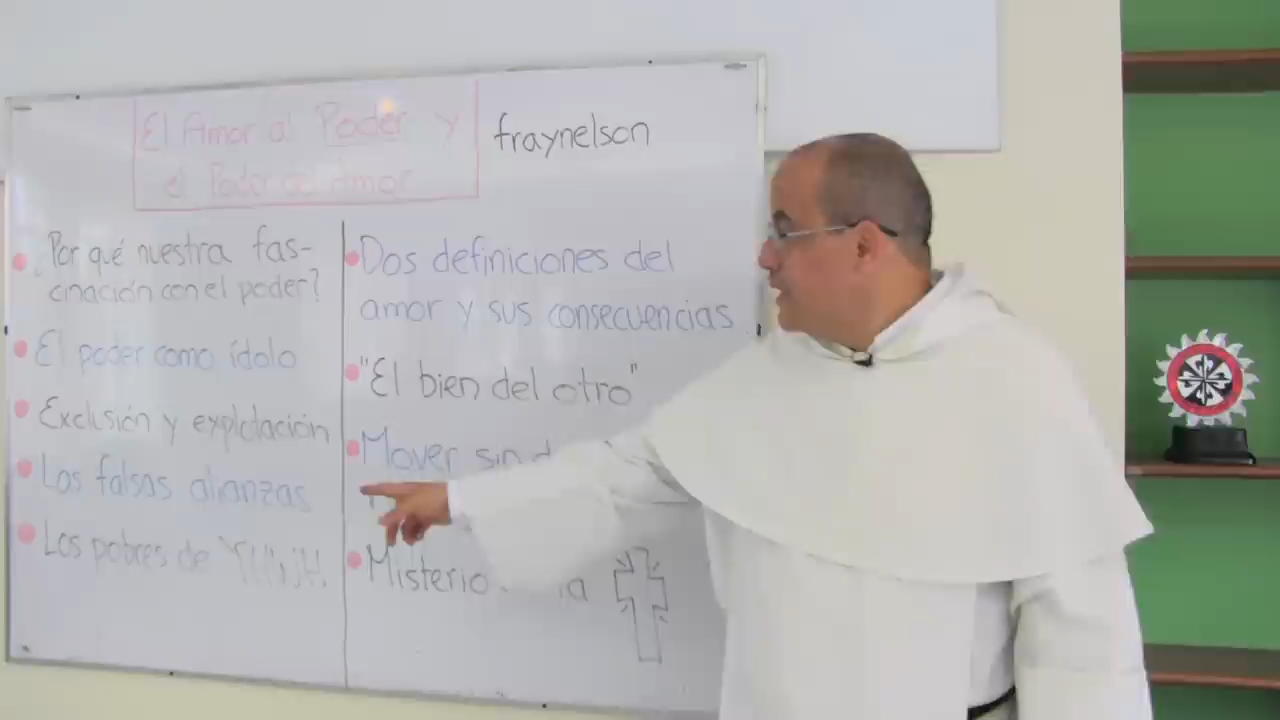 El Amor al Poder y
el Poder del Amor
fraynelson
¿Por qué nuestra fas-
cinación con el poder?
El poder como ídolo
Exclusión y explotación
Las falsas alianzas
Los pobres de YHWH
Dos definiciones del
amor y sus consecuencias
"El bien del otro"
Mover sin
Misterio